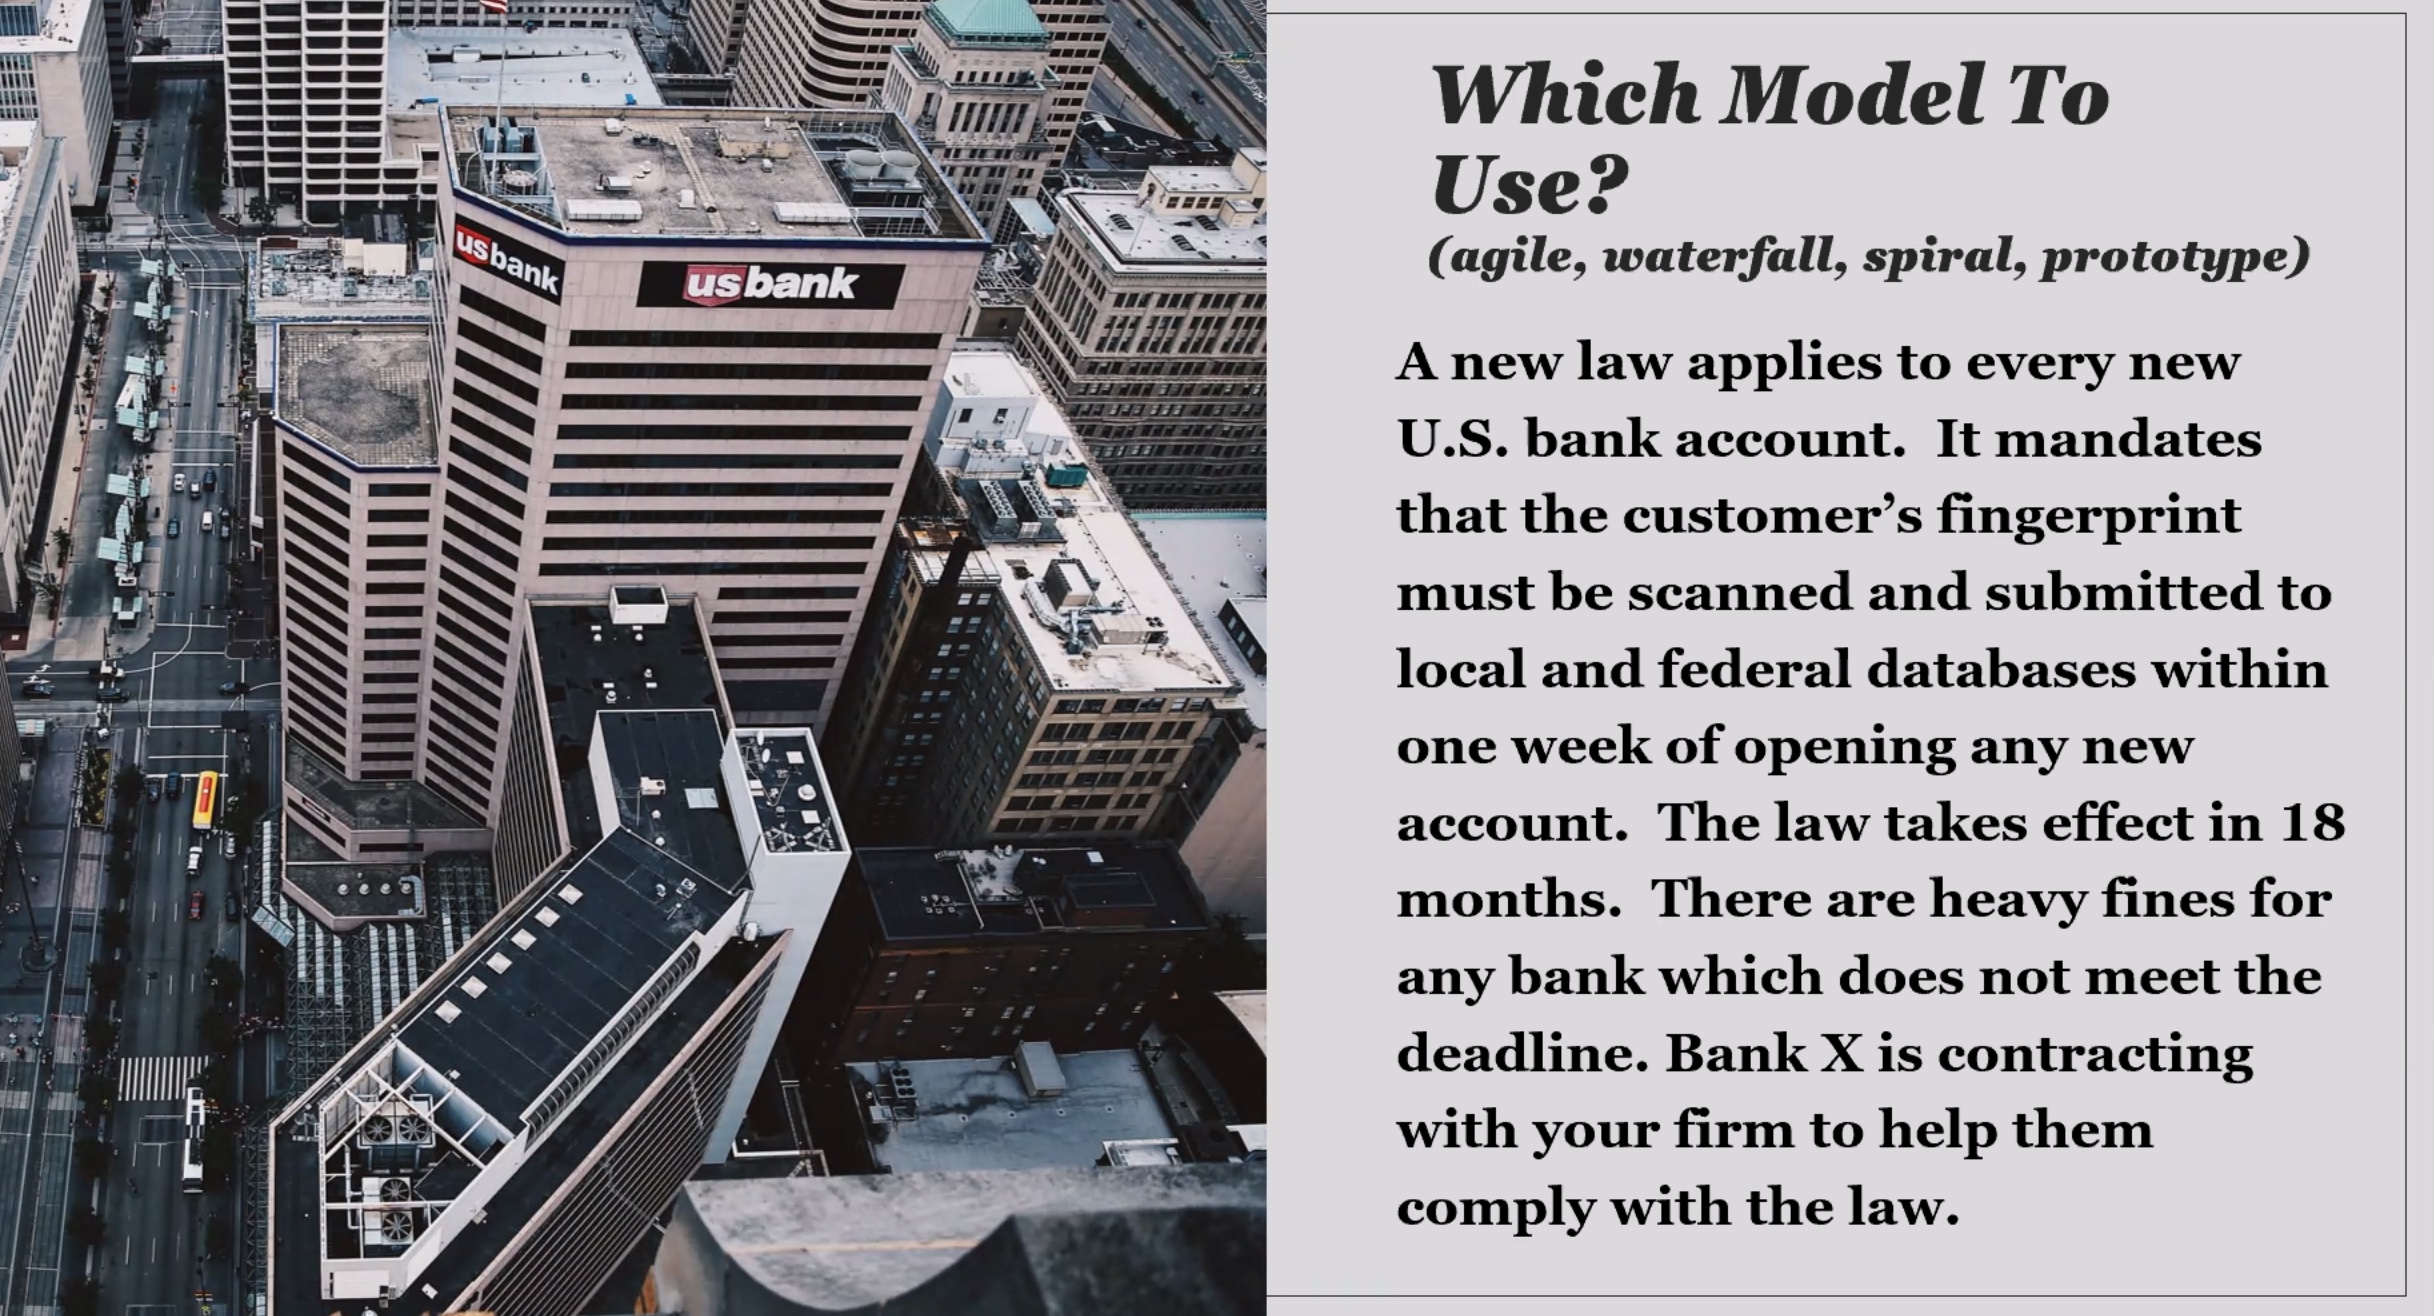 usbank
usbank
Which Model To
Use?
(agile, waterfall, spiral, prototype)
A new law applies to every new
U.S. bank account.  It mandates
that the customer’s fingerprint
must be scanned and submitted to
local and federal databases within
one week of opening any new
account.  The law takes effect in 18
months.  There are heavy fines for
any bank which does not meet the
deadline. Bank X is contracting
with your firm to help them
comply with the law.